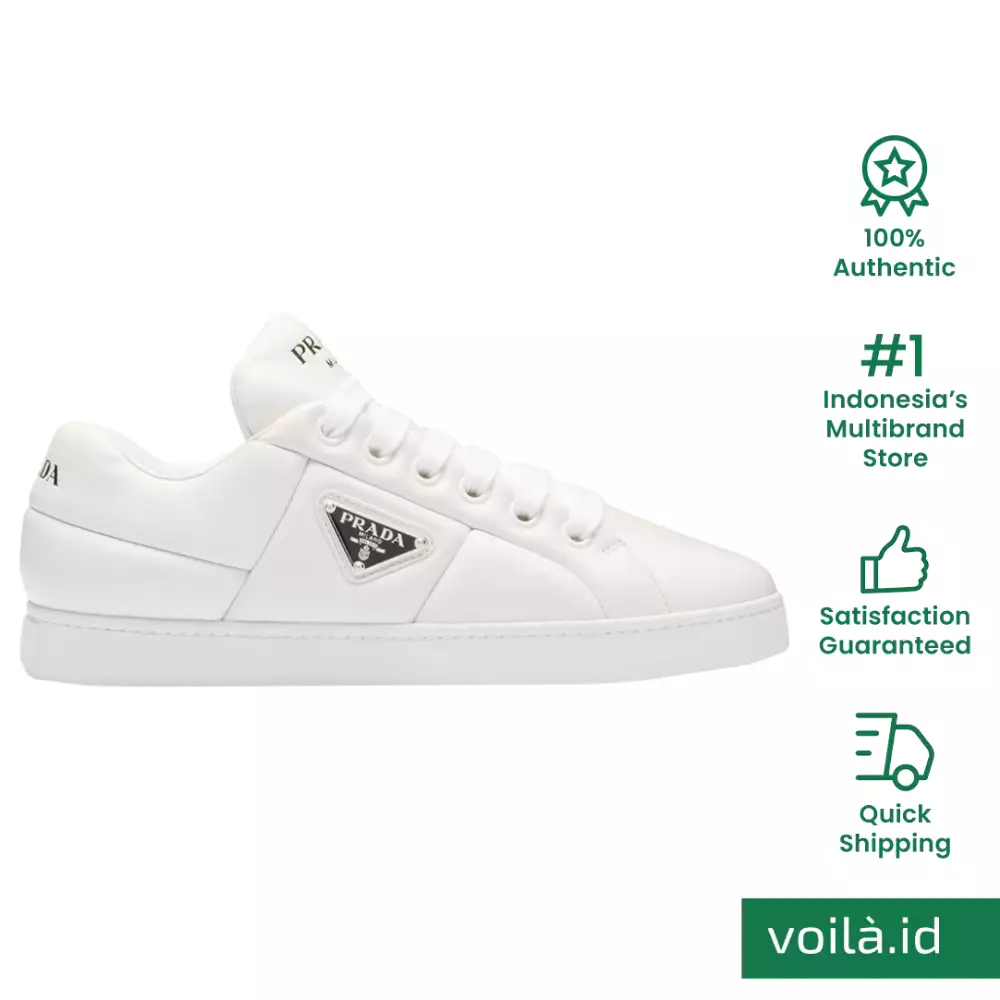 PRADA
MILANO
100%
Authentic
#1
Indonesia's
Multibrand
Store
Satisfaction
Guaranteed
Quick
Shipping
voilà.id